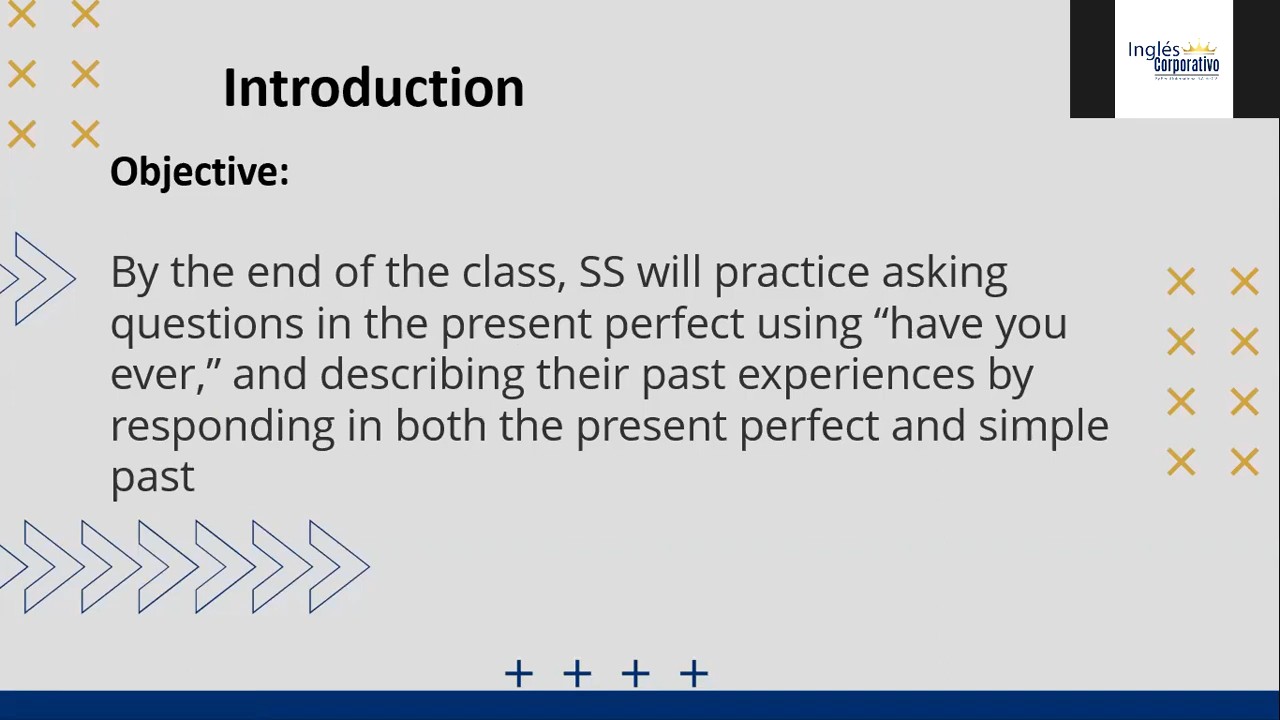 Inglés
Corporativo
Introduction
Objective:
By the end of the class, SS will practice asking
questions in the present perfect using “have you
ever,” and describing their past experiences by
responding in both the present perfect and simple
past